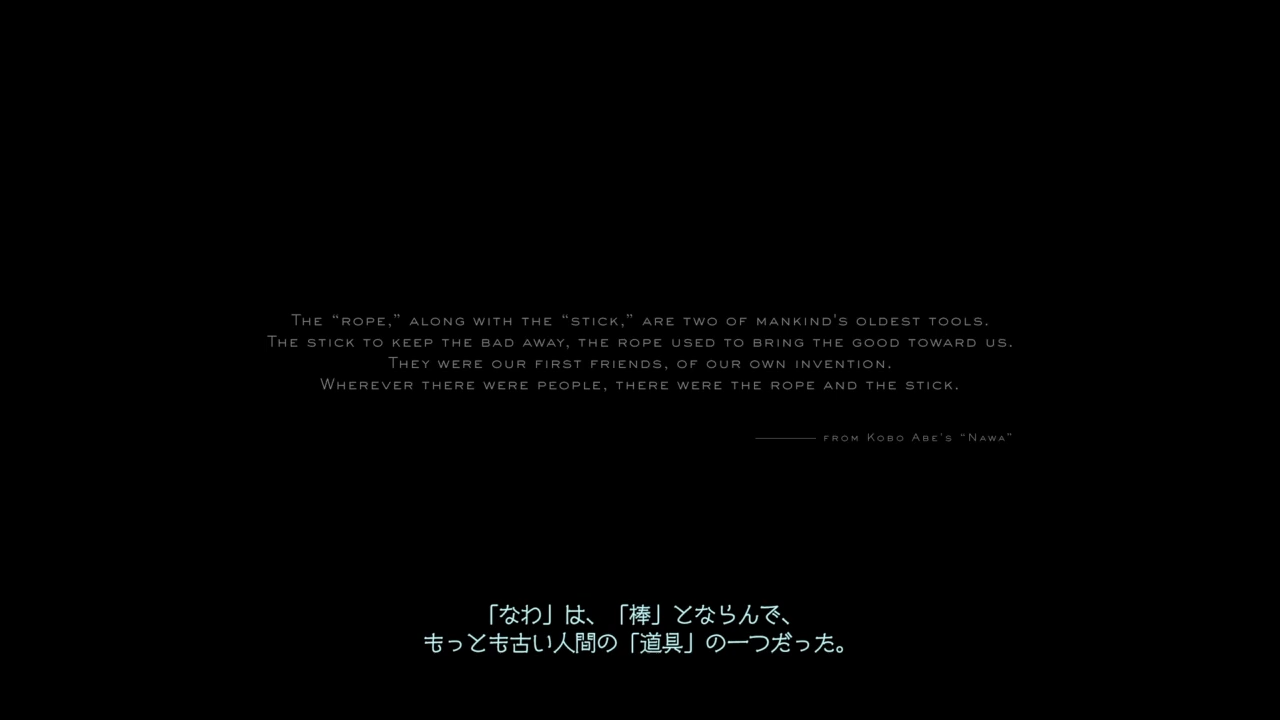 The “rope,” along with the “stick,” are two of mankind's oldest tools.
The stick to keep the bad away, the rope used to bring the good toward us.
They were our first friends, of our own invention.
Wherever there were people, there were the rope and the stick.
—— from Kobo Abe's “Nawa”
「なわ」は、「棒」とならんで、
もっとも古い人間の「道具」の一つだった。